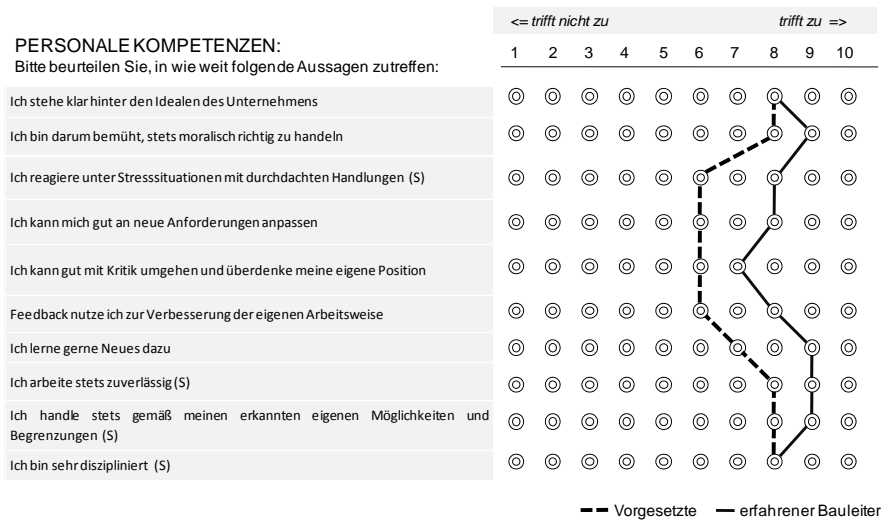 <= trifft nicht zu trifft zu =>
PERSONALE KOMPETENZEN:
Bitte beurteilen Sie, in wie weit folgende Aussagen zutreffen:
1 2 3 4 5 6 7 8 9 10
Ich stehe klar hinter den Idealen des Unternehmens
Ich bin darum bemüht, stets moralisch richtig zu handeln
Ich reagiere unter Stresssituationen mit durchdachten Handlungen (S)
Ich kann mich gut an neue Anforderungen anpassen
Ich kann gut mit Kritik umgehen und überdenke meine eigene Position
Feedback nutze ich zur Verbesserung der eigenen Arbeitsweise
Ich lerne gerne Neues dazu
Ich arbeite stets zuverlässig (S)
Ich handle stets gemäß meinen erkannten eigenen Möglichkeiten und
Begrenzungen (S)
Ich bin sehr diszipliniert (S)
Vorgesetzte erfahrener Bauleiter